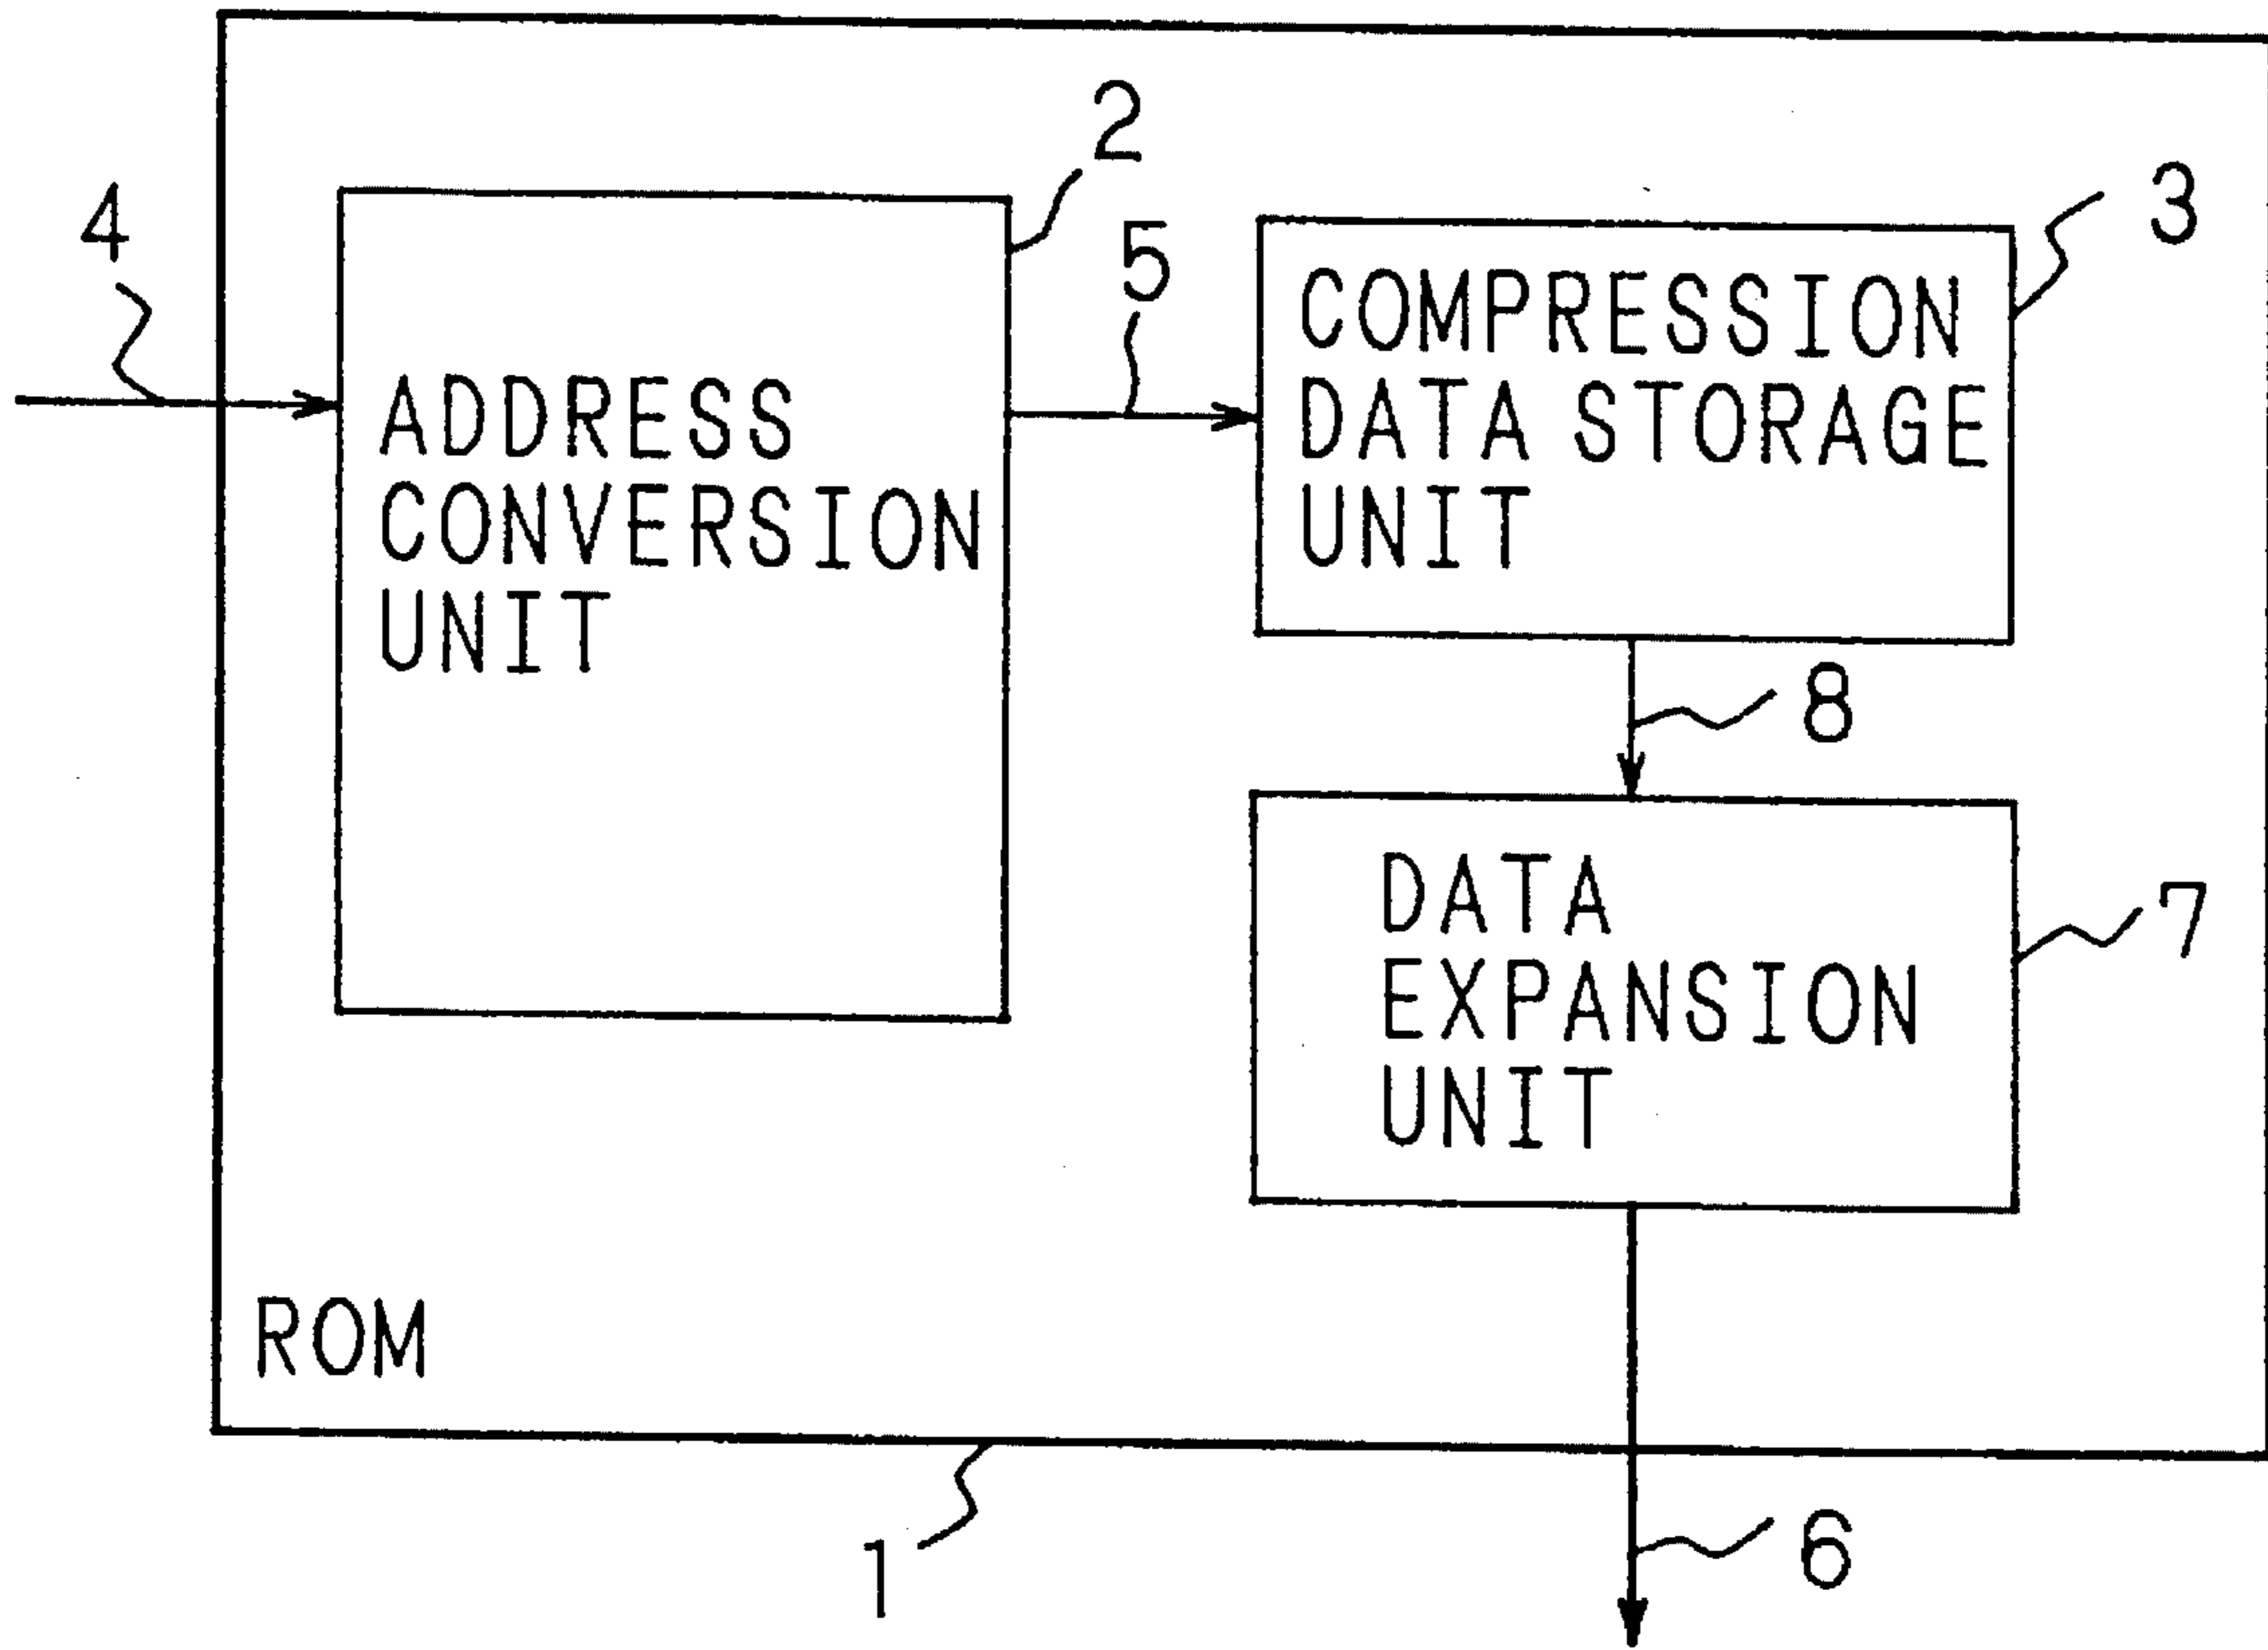 2
3
4
5
COMPRESSION
DATA STORAGE
UNIT
ADDRESS
CONVERSION
UNIT
8
DATA
EXPANSION
UNIT
7
ROM
1
6